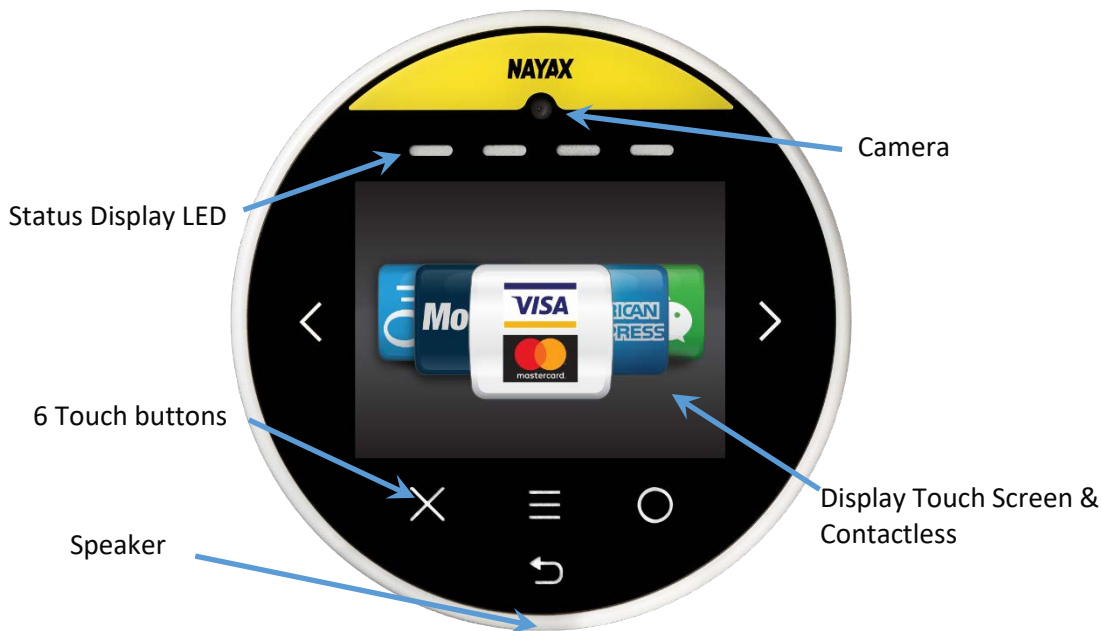 NAYAX
Camera
Status Display LED
Mo
VISA
mastercard
RICAN
PRESS
6 Touch buttons
Display Touch Screen &
Contactless
Speaker